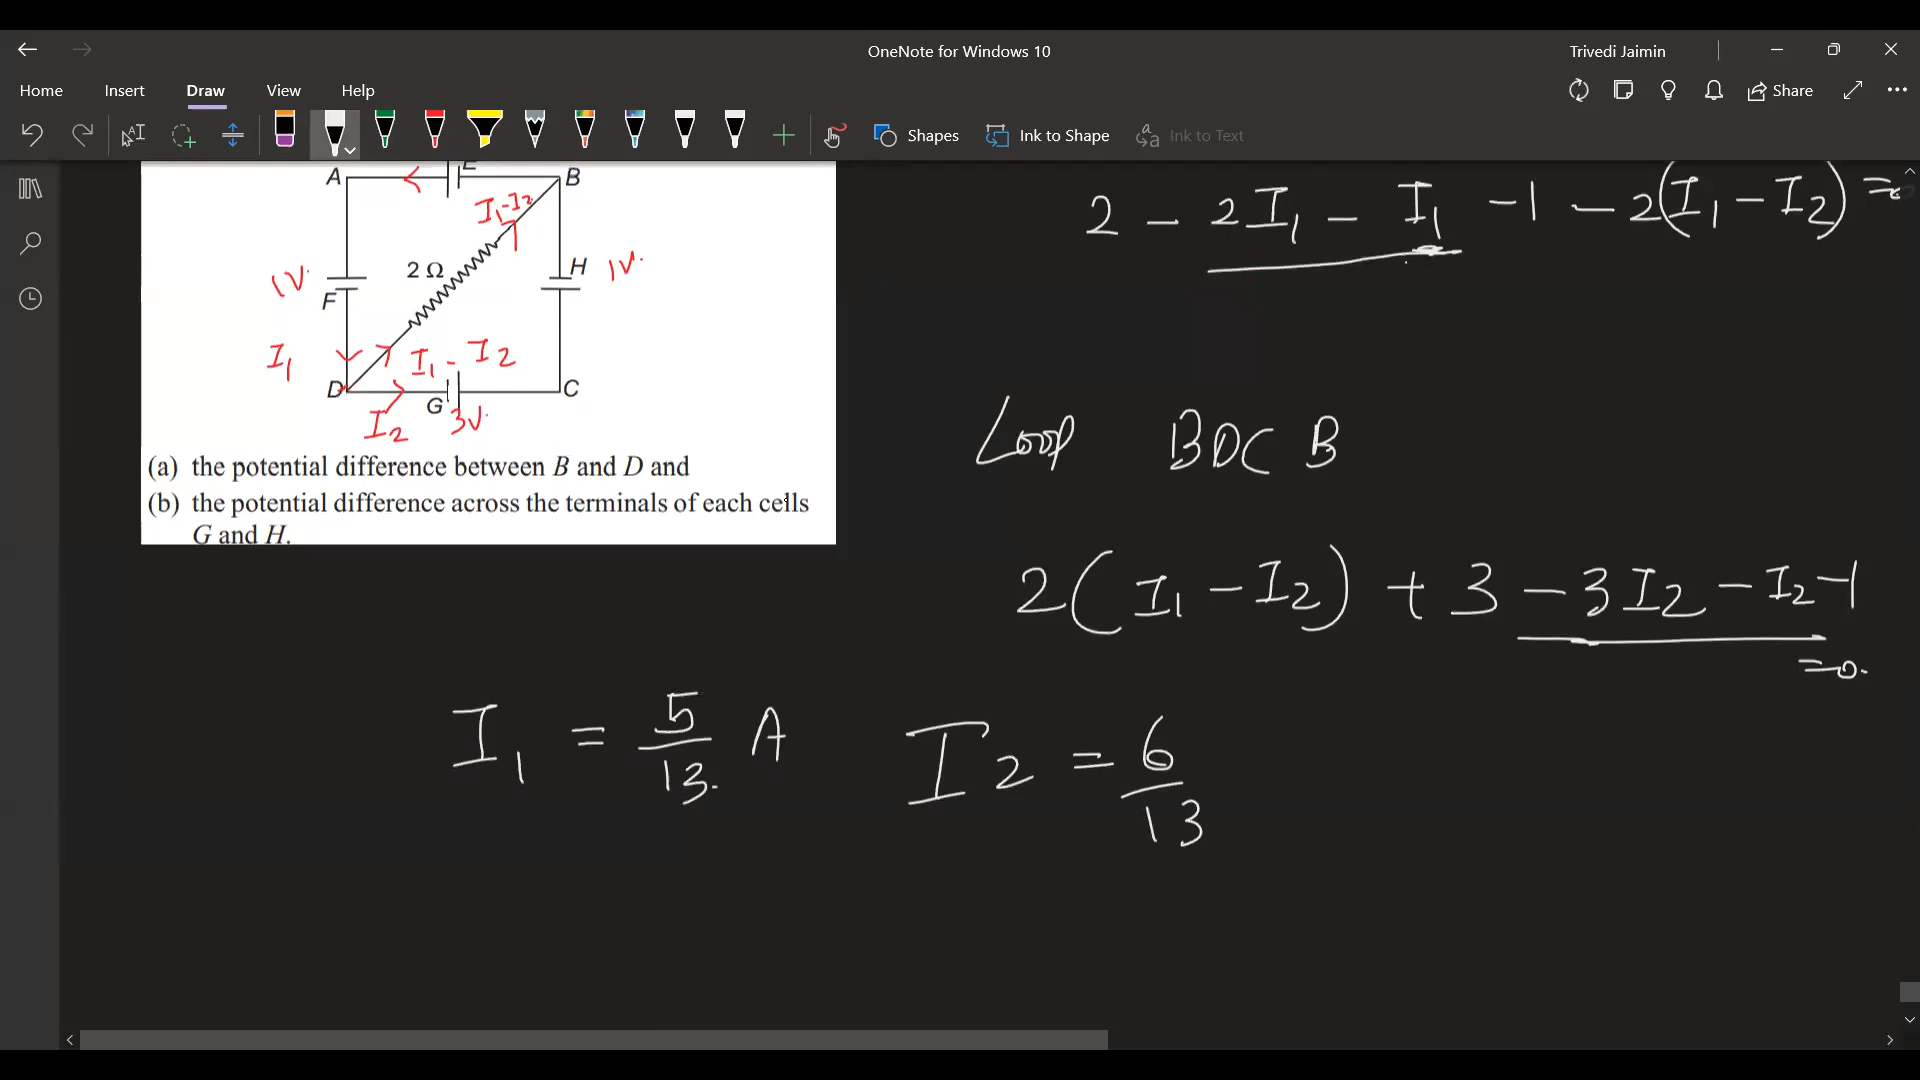 OneNote for Windows 10
Trivedi Jaimin
Home Insert Draw View Help
Share
Shapes
Ink to Shape
Ink to Text
A
B
I₁-I₂
2 Ω
H
1V.
1V.
F
I₁
I₁ - I₂
D
G
C
I₂
3V.
(a) the potential difference between B and D and
(b) the potential difference across the terminals of each cells
G and H.
2 - 2I₁ - I₁ -1 - 2(I₁ - I₂) =
Loop BDCB
2(I₁ - I₂) + 3 - 3I₂ - I₂ -1
=0.
I₁ = 5/13. A I₂ = 6/13